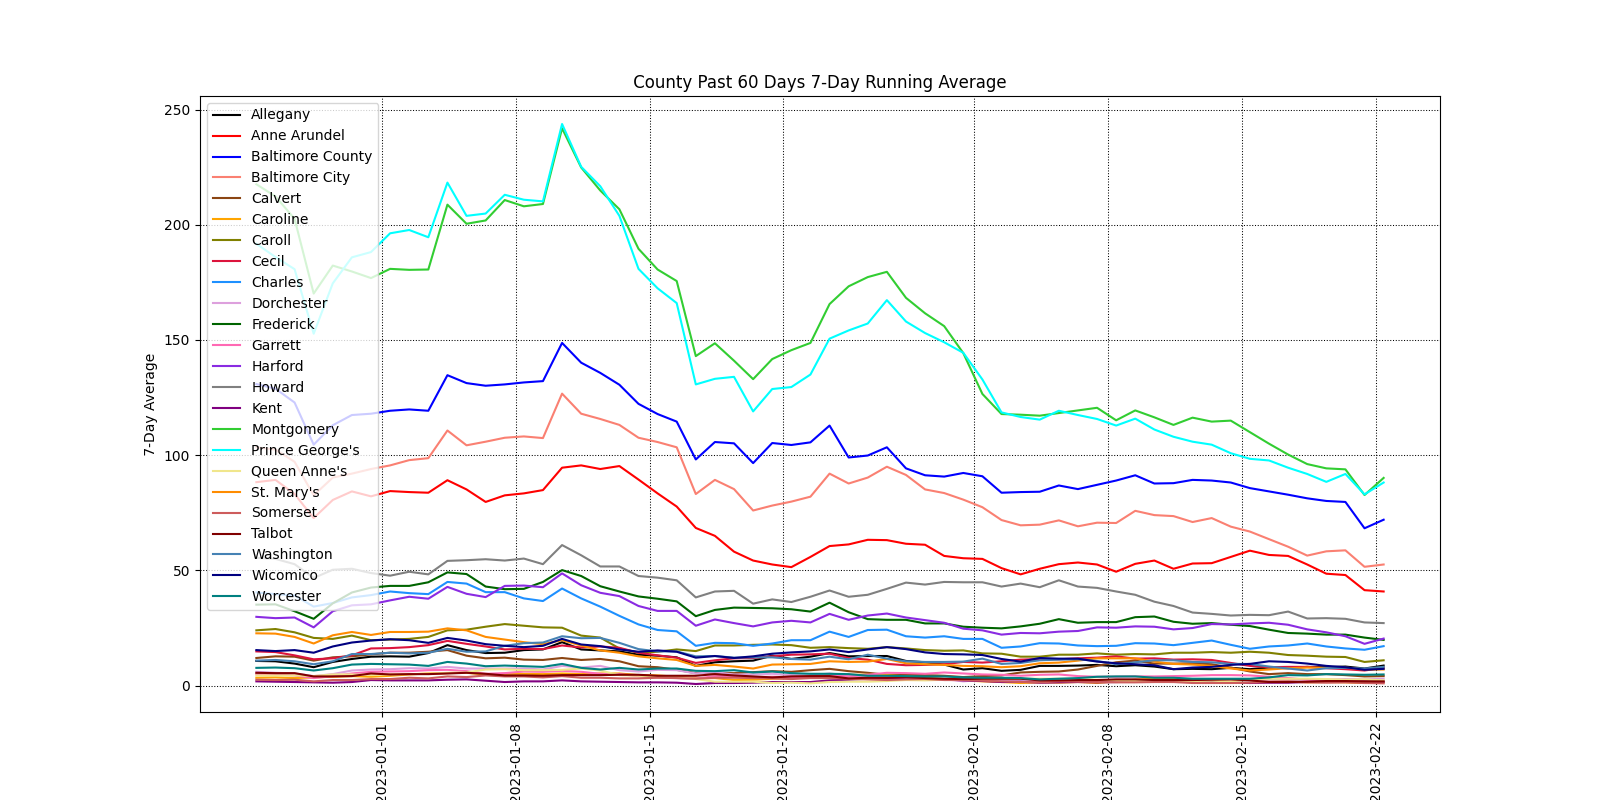 County Past 60 Days 7-Day Running Average
250
200
150
100
50
0
7-Day Average
Allegany
Anne Arundel
Baltimore County
Baltimore City
Calvert
Caroline
Caroll
Cecil
Charles
Dorchester
Frederick
Garrett
Harford
Howard
Kent
Montgomery
Prince George's
Queen Anne's
St. Mary's
Somerset
Talbot
Washington
Wicomico
Worcester
2023-01-01
2023-01-08
2023-01-15
2023-01-22
2023-02-01
2023-02-08
2023-02-15
2023-02-22